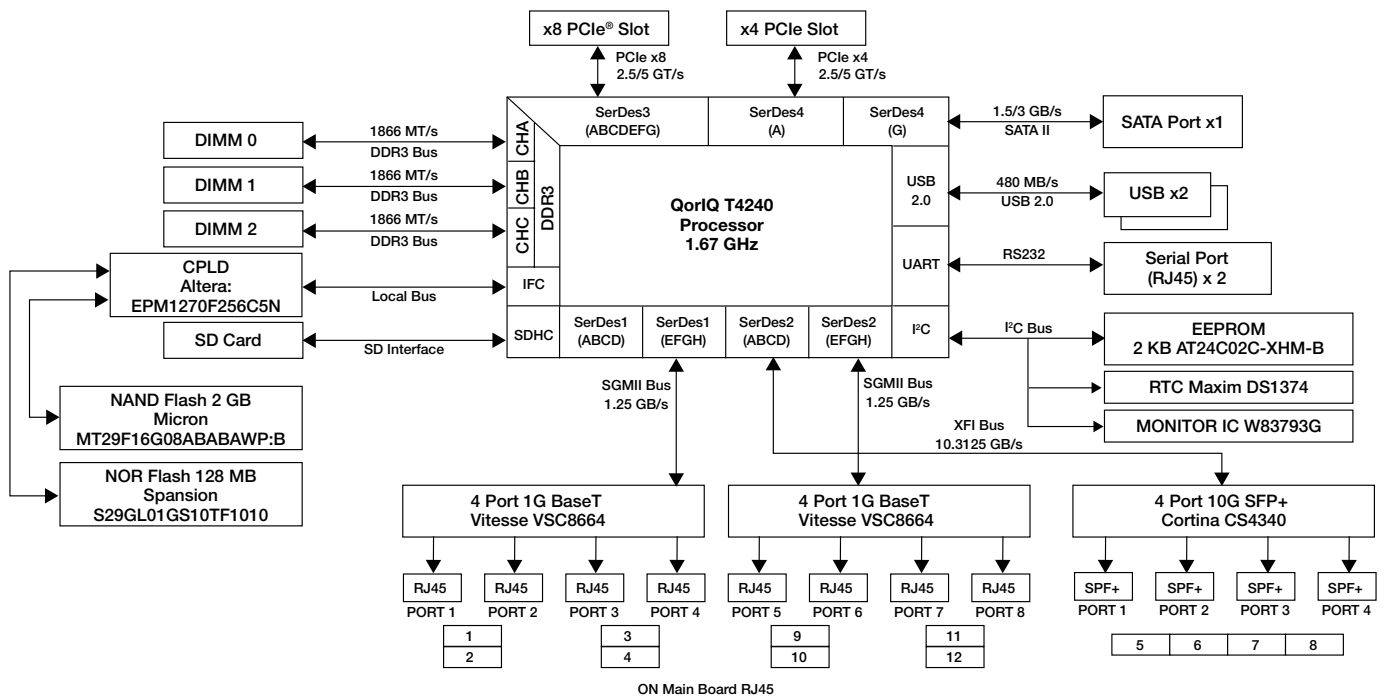 x8 PCIe® Slot
x4 PCIe Slot
PCIe x8
2.5/5 GT/s
PCIe x4
2.5/5 GT/s
SerDes3
(ABCDEFG)
SerDes4
(A)
SerDes4
(G)
DIMM 0
1866 MT/s
DDR3 Bus
CHA
DIMM 1
1866 MT/s
DDR3 Bus
CHB
DIMM 2
1866 MT/s
DDR3 Bus
CHC
DDR3
CPLD
Altera:
EPM1270F256C5N
Local Bus
IFC
SD Card
SD Interface
SDHC
NAND Flash 2 GB
Micron
MT29F16G08ABABAWP:B
NOR Flash 128 MB
Spansion
S29GL01GS10TF1010
QorIQ T4240
Processor
1.67 GHz
SerDes1
(ABCD)
SerDes1
(EFGH)
SerDes2
(ABCD)
SerDes2
(EFGH)
I²C
USB
2.0
UART
1.5/3 GB/s
SATA II
SATA Port x1
480 MB/s
USB 2.0
USB x2
RS232
Serial Port
(RJ45) x 2
I²C Bus
EEPROM
2 KB AT24C02C-XHM-B
RTC Maxim DS1374
MONITOR IC W83793G
SGMII Bus
1.25 GB/s
SGMII Bus
1.25 GB/s
XFI Bus
10.3125 GB/s
4 Port 1G BaseT
Vitesse VSC8664
4 Port 1G BaseT
Vitesse VSC8664
4 Port 10G SFP+
Cortina CS4340
RJ45 RJ45 RJ45 RJ45 RJ45 RJ45 RJ45 RJ45 SPF+ SPF+ SPF+ SPF+
PORT 1 PORT 2 PORT 3 PORT 4 PORT 5 PORT 6 PORT 7 PORT 8 PORT 1 PORT 2 PORT 3 PORT 4
1 3 9 11
2 4 10 12
5 6 7 8
ON Main Board RJ45